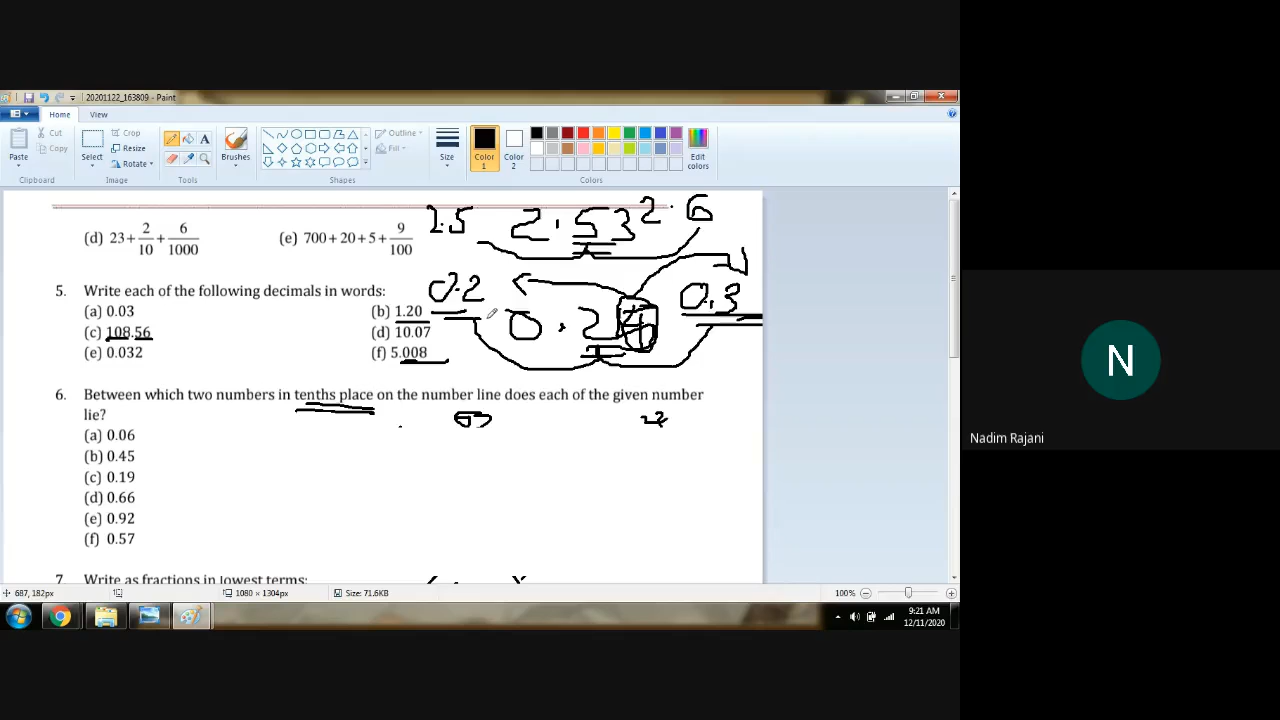 20201122_163809 - Paint
Home View
Paste
Cut
Copy
Clipboard
Select
Crop
Resize
Rotate
Image
Tools
Brushes
Outline
Fill
Shapes
Size
Color 1
Color 2
Edit colors
Colors
2.5 2.53 2.6
(d) 23+2/10+6/1000 (e) 700+20+5+9/100
5. Write each of the following decimals in words:
(a) 0.03 (b) 1.20
(c) 108.56 (d) 10.07
(e) 0.032 (f) 5.008
0.2 0.3
6. Between which two numbers in tenths place on the number line does each of the given number
lie?
(a) 0.06
(b) 0.45
(c) 0.19
(d) 0.66
(e) 0.92
(f) 0.57
7. Write as fractions in lowest terms:
687, 182px 1080 × 1304px Size: 71.6KB 100%
9:21 AM
12/11/2020
N
Nadim Rajani